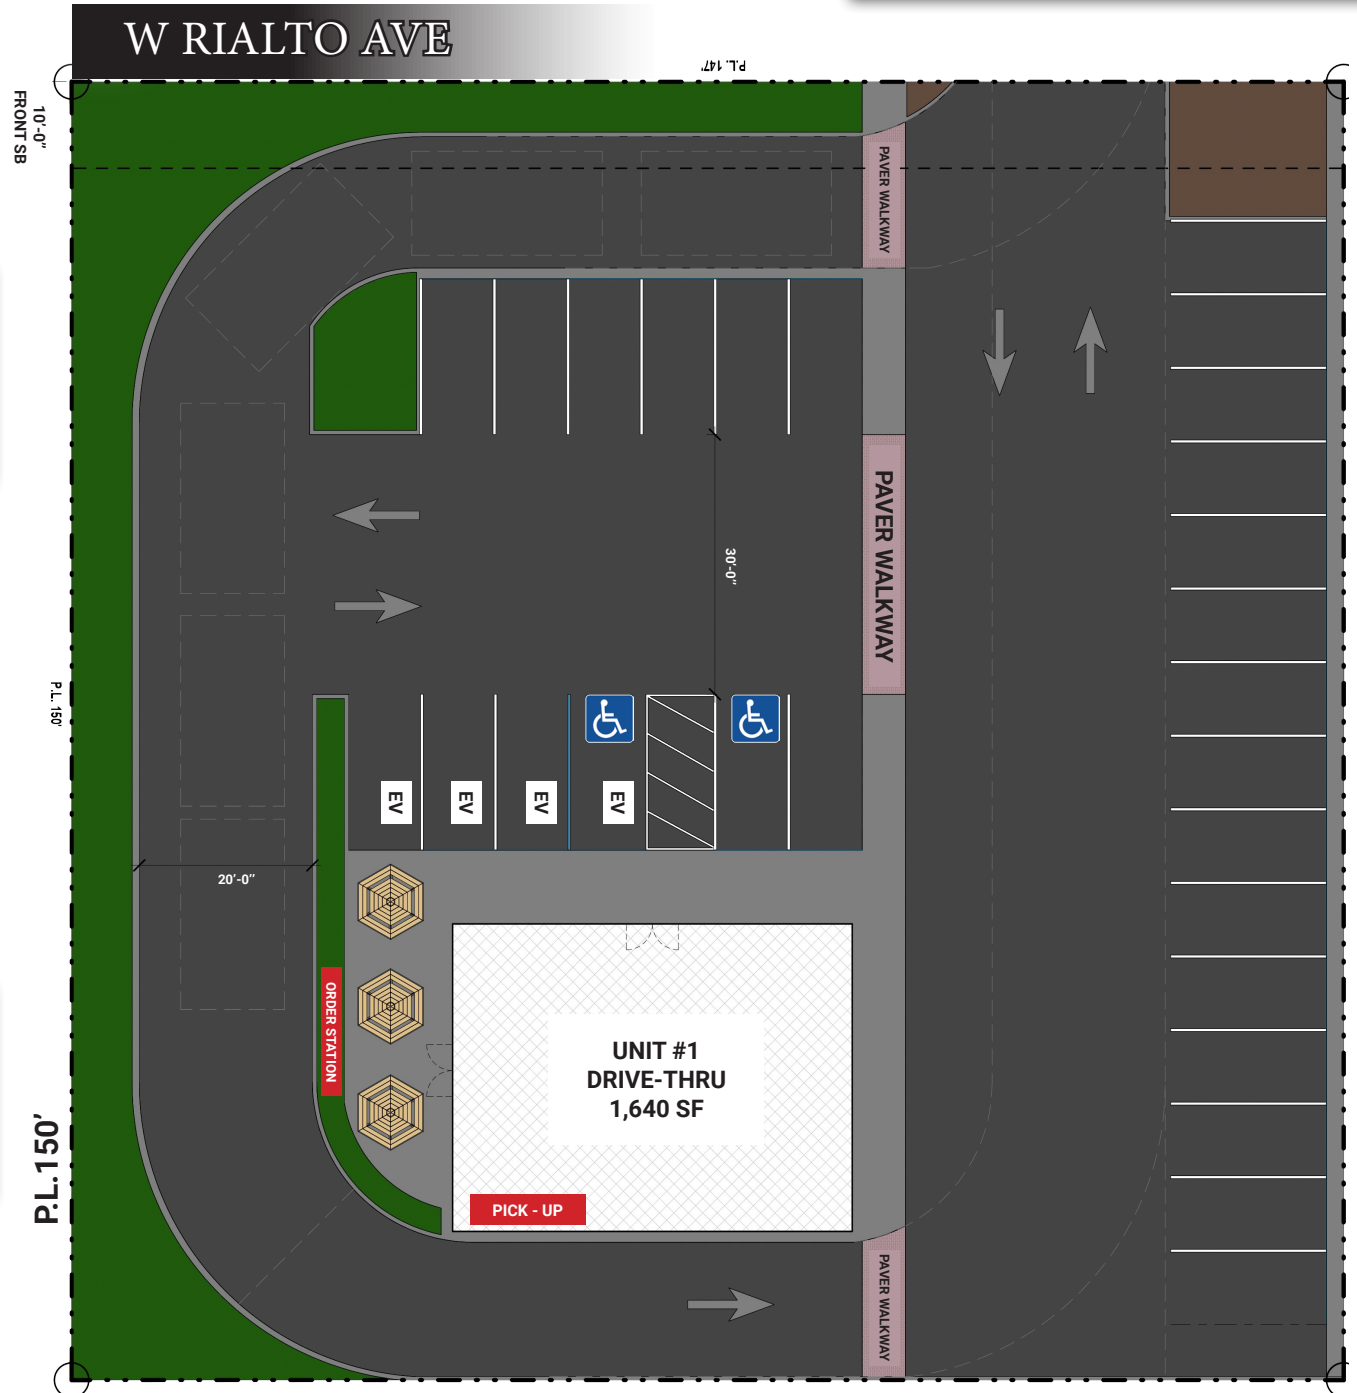 W RIALTO AVE
P.L. 147'
10'-0"
FRONT SB
PAVER WALKWAY
PAVER WALKWAY
30'-0"
P.L. 150'
EV
EV
EV
EV
20'-0"
ORDER STATION
UNIT #1
DRIVE-THRU
1,640 SF
P.L.150'
PICK - UP
PAVER WALKWAY